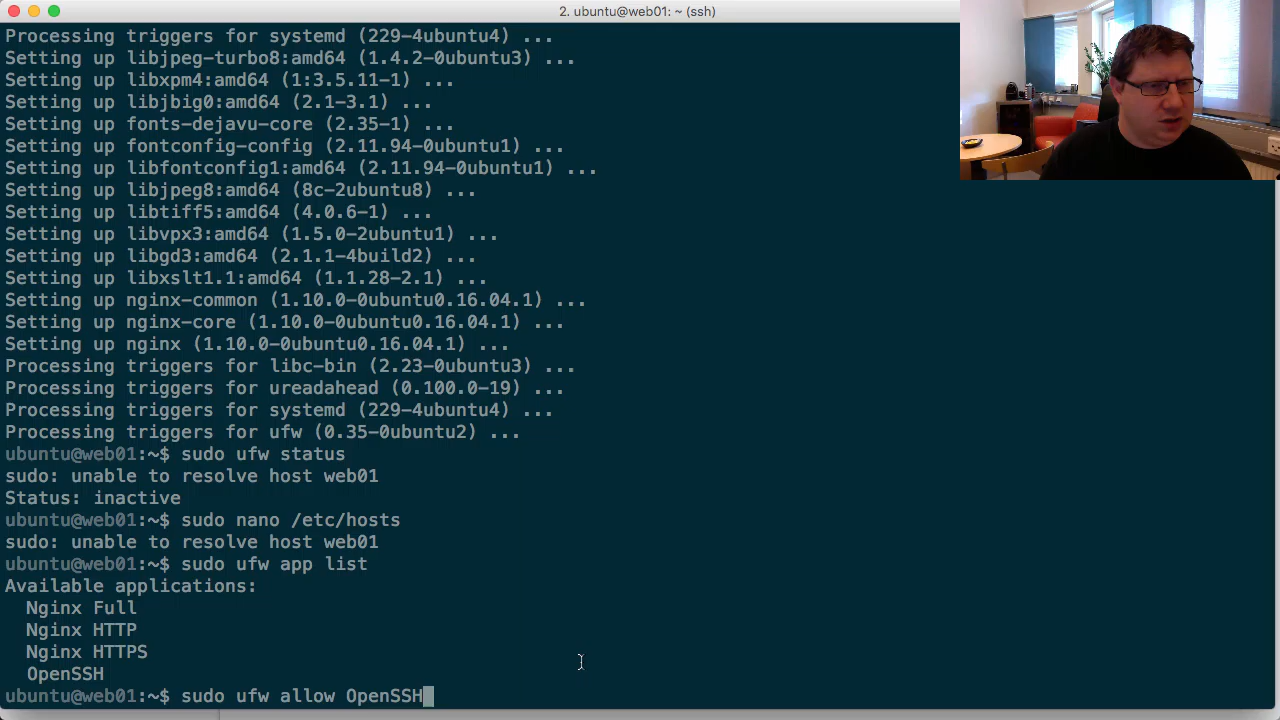 2. ubuntu@web01: ~ (ssh)
Processing triggers for systemd (229-4ubuntu4) ...
Setting up libjpeg-turbo8:amd64 (1.4.2-0ubuntu3) ...
Setting up libxpm4:amd64 (1:3.5.11-1) ...
Setting up libjbig0:amd64 (2.1-3.1) ...
Setting up fonts-dejavu-core (2.35-1) ...
Setting up fontconfig-config (2.11.94-0ubuntu1) ...
Setting up libfontconfig1:amd64 (2.11.94-0ubuntu1) ...
Setting up libjpeg8:amd64 (8c-2ubuntu8) ...
Setting up libtiff5:amd64 (4.0.6-1) ...
Setting up libvpx3:amd64 (1.5.0-2ubuntu1) ...
Setting up libgd3:amd64 (2.1.1-4build2) ...
Setting up libxslt1.1:amd64 (1.1.28-2.1) ...
Setting up nginx-common (1.10.0-0ubuntu0.16.04.1) ...
Setting up nginx-core (1.10.0-0ubuntu0.16.04.1) ...
Setting up nginx (1.10.0-0ubuntu0.16.04.1) ...
Processing triggers for libc-bin (2.23-0ubuntu3) ...
Processing triggers for ureadahead (0.100.0-19) ...
Processing triggers for systemd (229-4ubuntu4) ...
Processing triggers for ufw (0.35-0ubuntu2) ...
ubuntu@web01:~$ sudo ufw status
sudo: unable to resolve host web01
Status: inactive
ubuntu@web01:~$ sudo nano /etc/hosts
sudo: unable to resolve host web01
ubuntu@web01:~$ sudo ufw app list
Available applications:
Nginx Full
Nginx HTTP
Nginx HTTPS
OpenSSH
ubuntu@web01:~$ sudo ufw allow OpenSSH